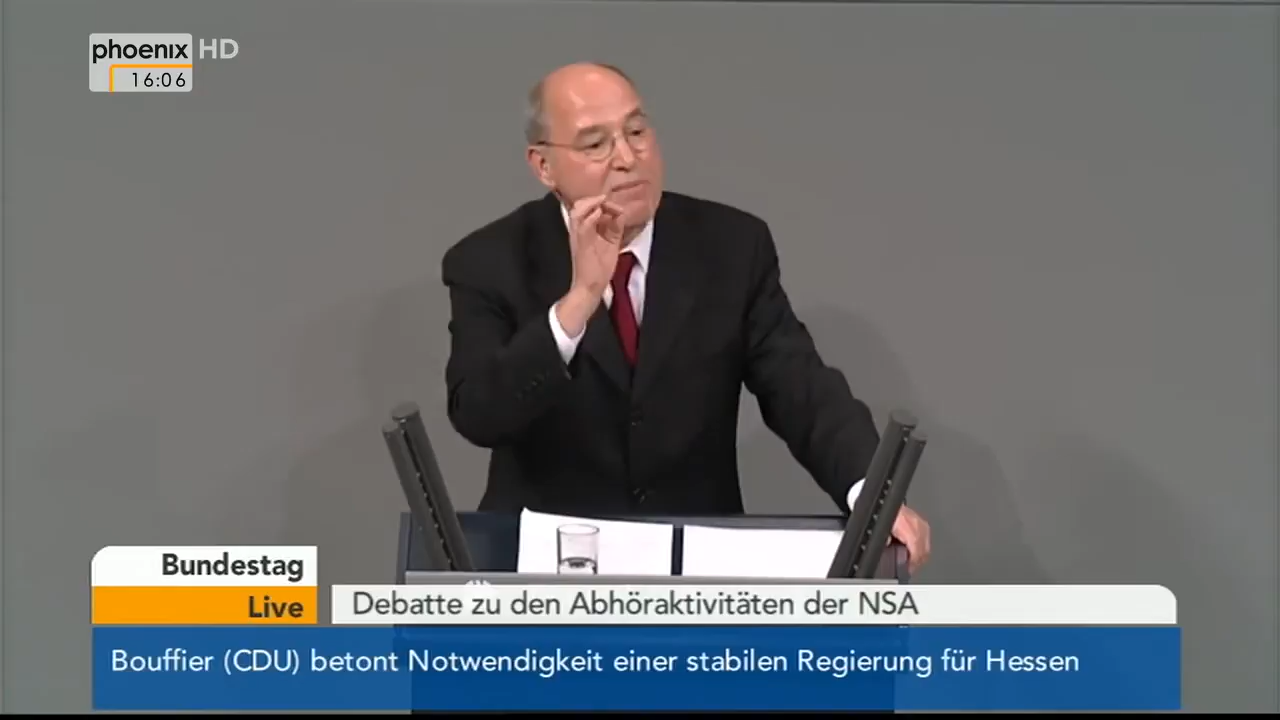 phoenix HD
16:06
Bundestag
Live
Debatte zu den Abhöraktivitäten der NSA
Bouffier (CDU) betont Notwendigkeit einer stabilen Regierung für Hessen